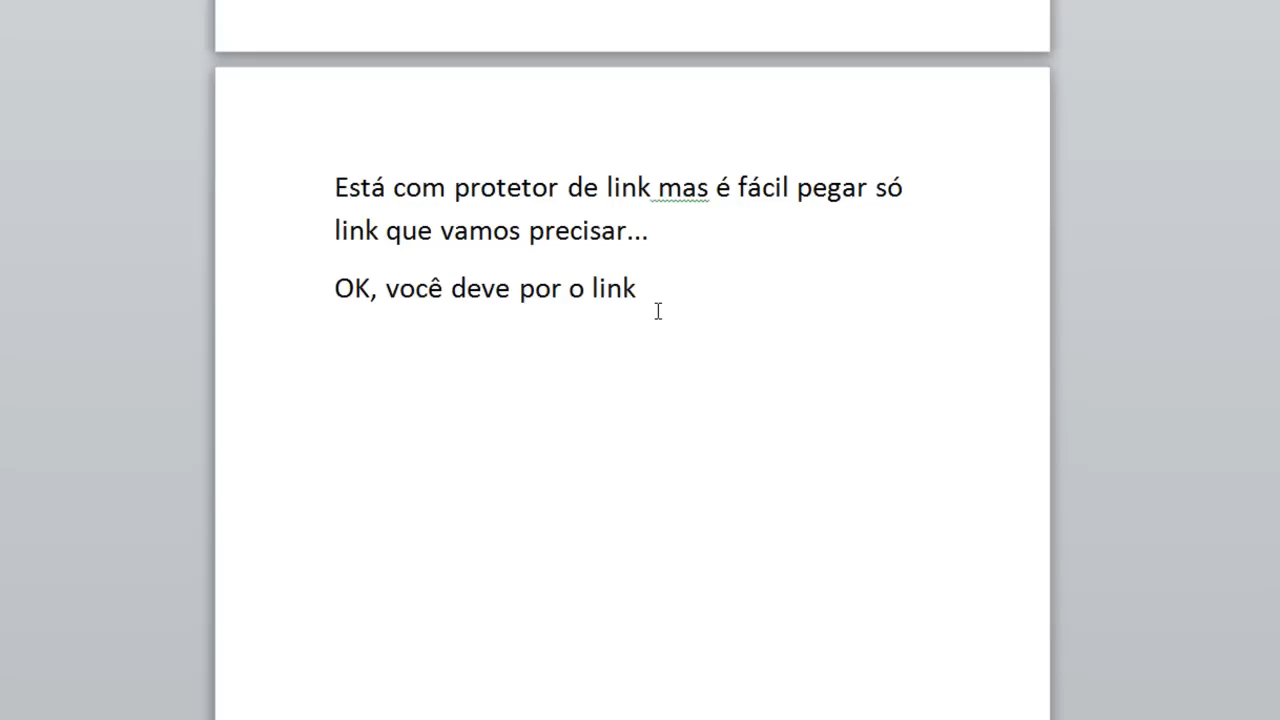 Está com protetor de link mas é fácil pegar só
link que vamos precisar...
OK, você deve por o link